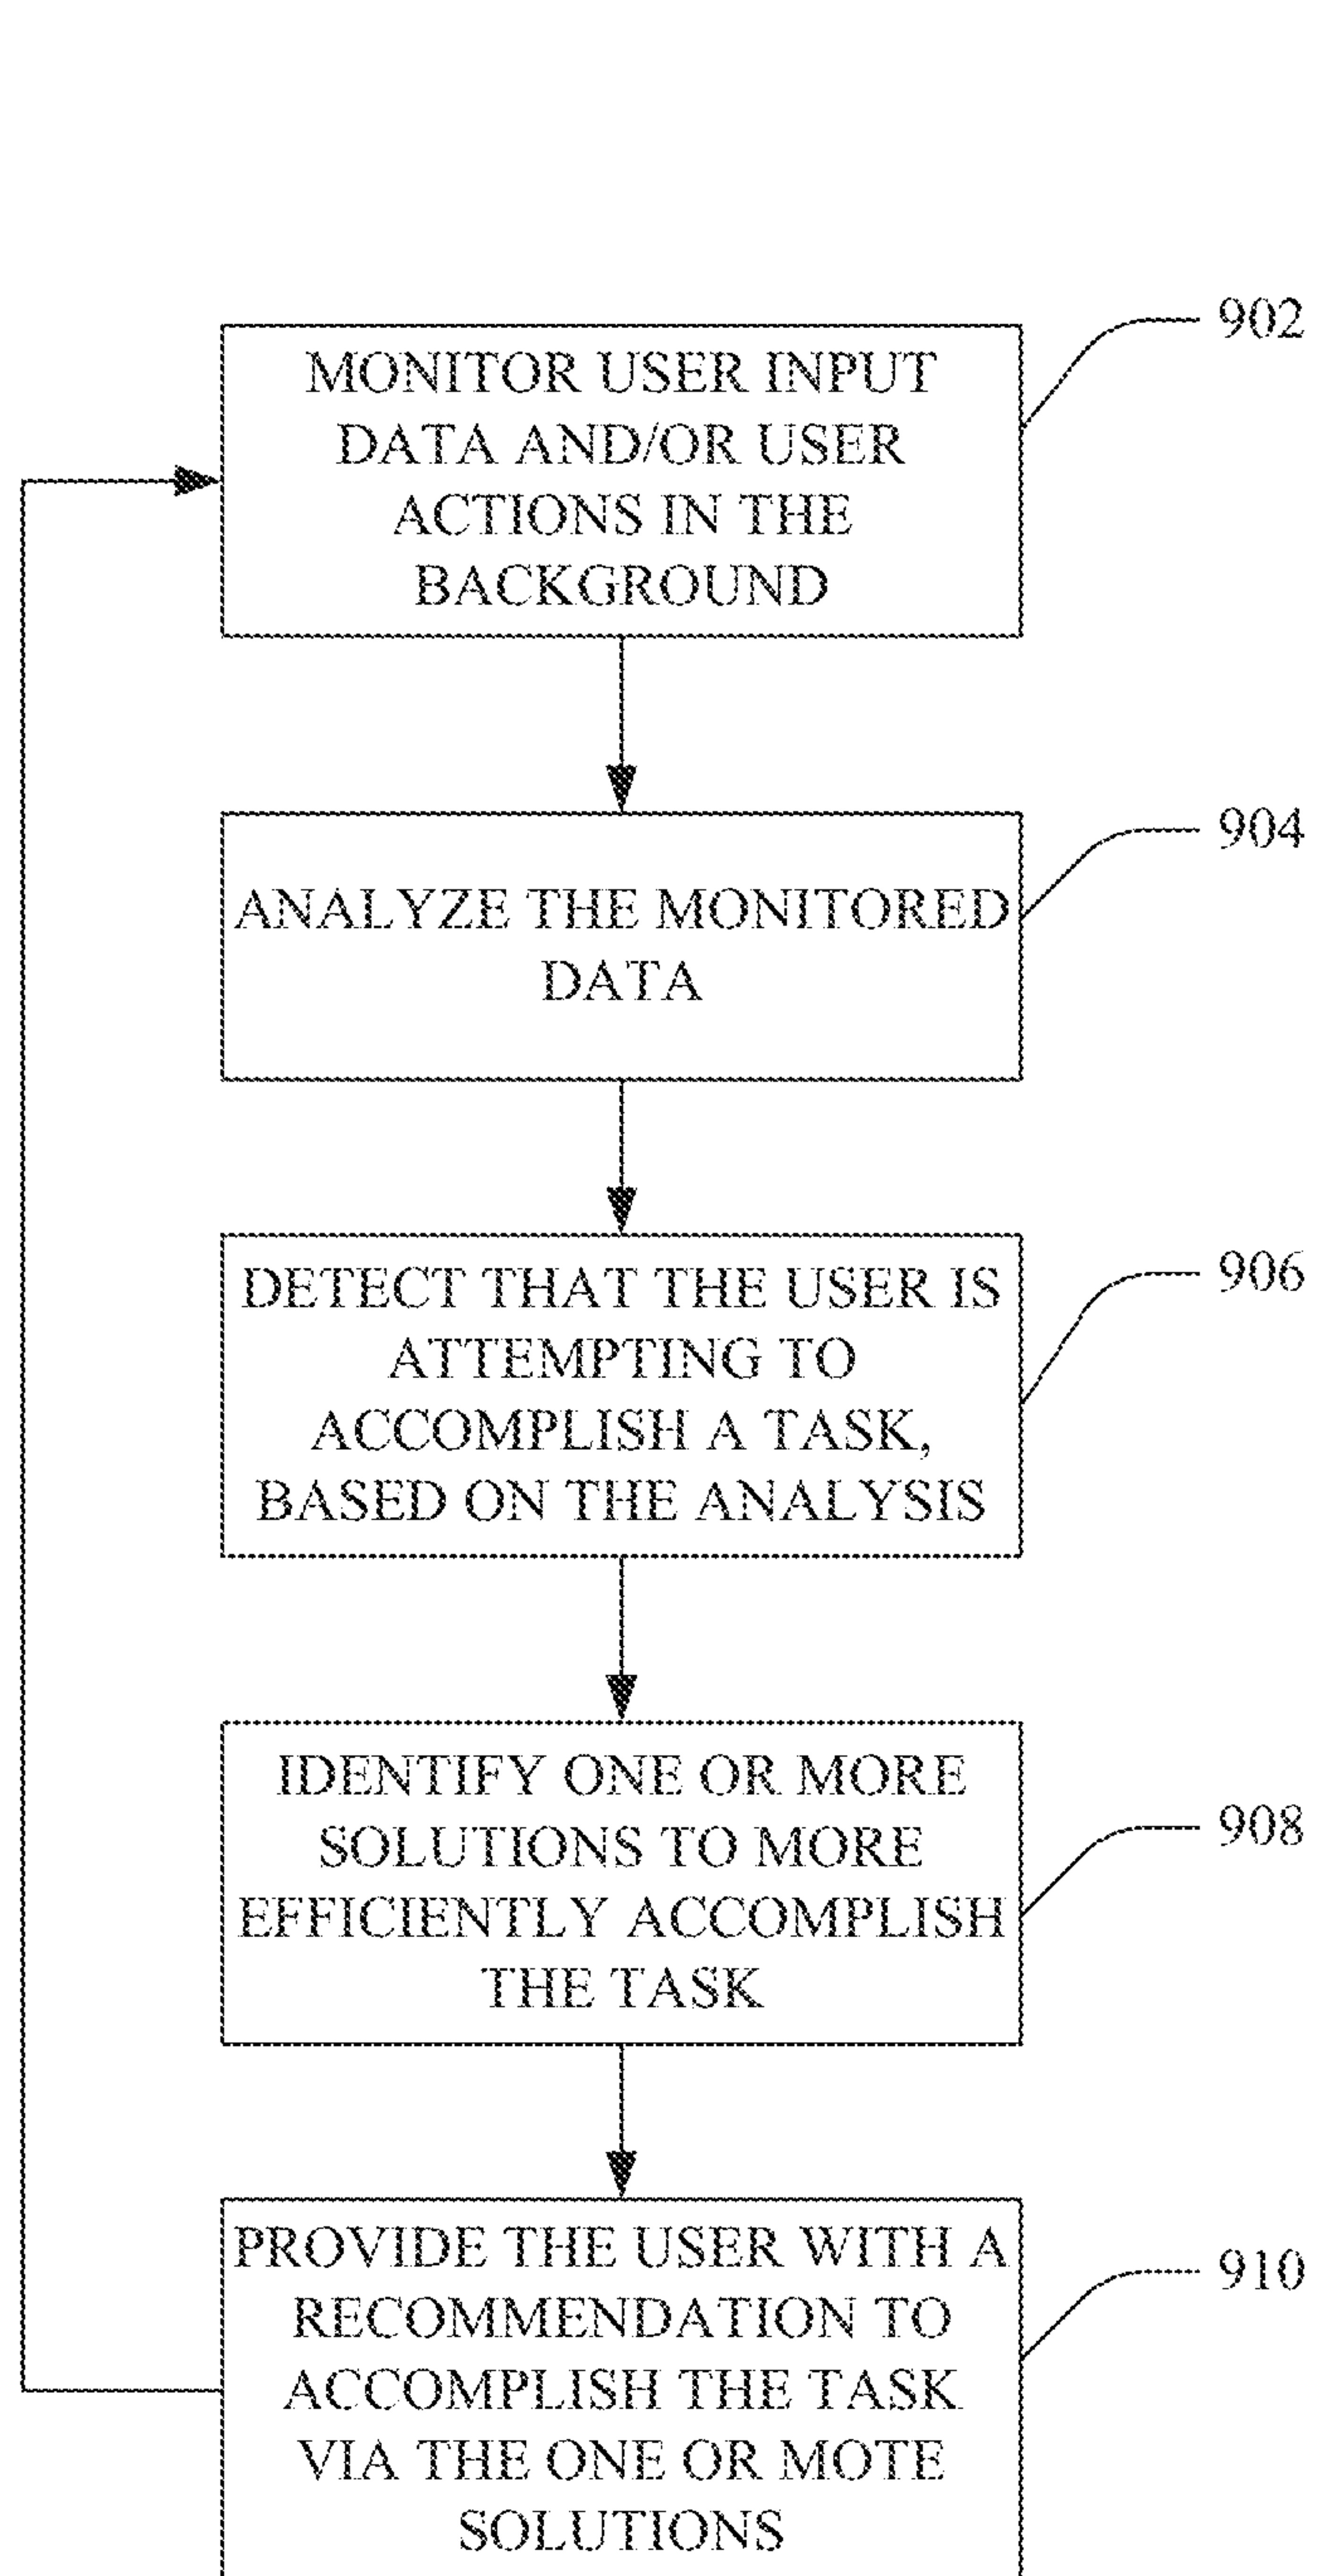 902
MONITOR USER INPUT
DATA AND/OR USER
ACTIONS IN THE
BACKGROUND
904
ANALYZE THE MONITORED
DATA
906
DETECT THAT THE USER IS
ATTEMPTING TO
ACCOMPLISH A TASK,
BASED ON THE ANALYSIS
908
IDENTIFY ONE OR MORE
SOLUTIONS TO MORE
EFFICIENTLY ACCOMPLISH
THE TASK
910
PROVIDE THE USER WITH A
RECOMMENDATION TO
ACCOMPLISH THE TASK
VIA THE ONE OR MOTE
SOLUTIONS